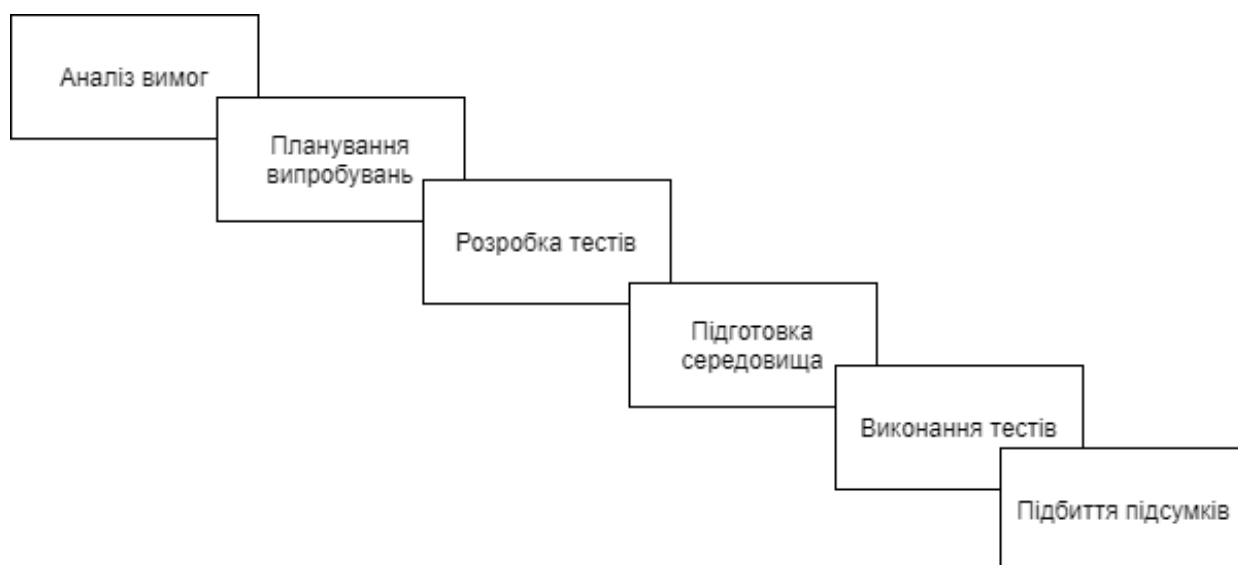 Аналіз вимог
Планування
випробувань
Розробка тестів
Підготовка
середовища
Виконання тестів
Підбиття підсумків